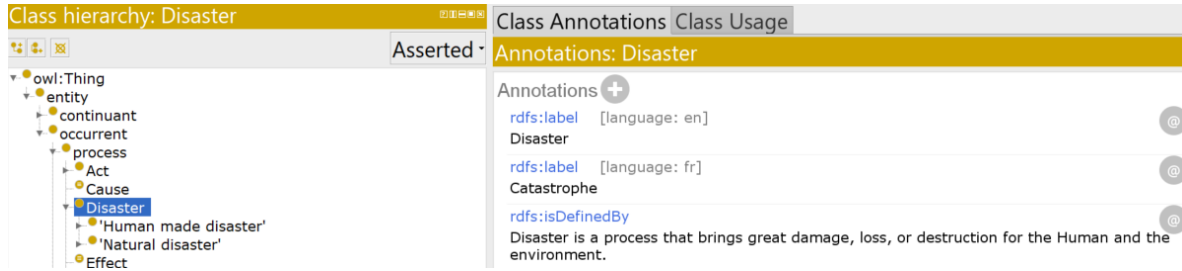 Class hierarchy: Disaster
Asserted
owl:Thing
entity
continuant
occurrent
process
Act
Cause
Disaster
'Human made disaster'
'Natural disaster'
Effect
Class Annotations Class Usage
Annotations: Disaster
Annotations
rdfs:label [language: en]
Disaster
rdfs:label [language: fr]
Catastrophe
rdfs:isDefinedBy
Disaster is a process that brings great damage, loss, or destruction for the Human and the
environment.
@
@
@